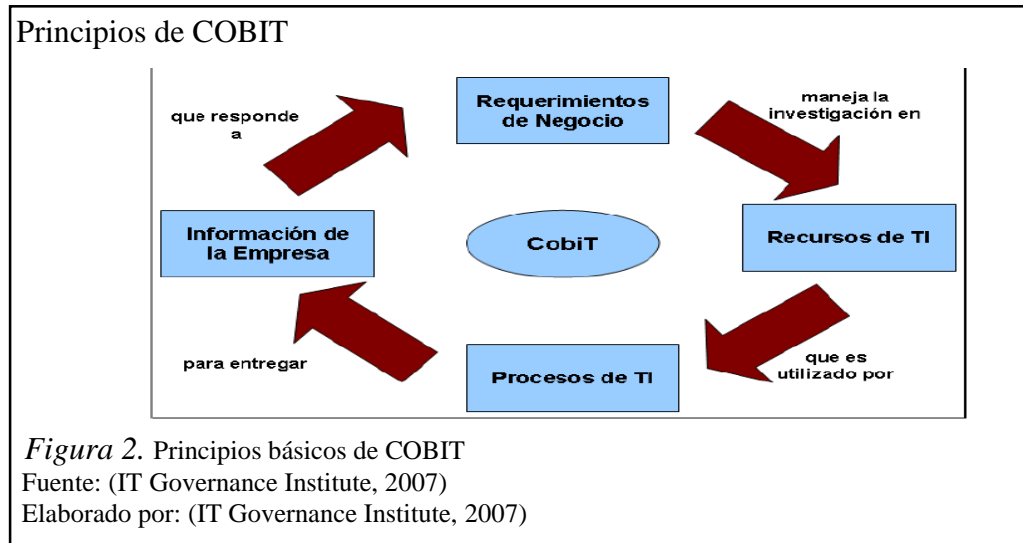 Principios de COBIT
Requerimientos
de Negocio
maneja la
investigación en
Recursos de TI
que es
utilizado por
Procesos de TI
para entregar
Información de
la Empresa
que responde
a
CobiT
Figura 2. Principios básicos de COBIT
Fuente: (IT Governance Institute, 2007)
Elaborado por: (IT Governance Institute, 2007)